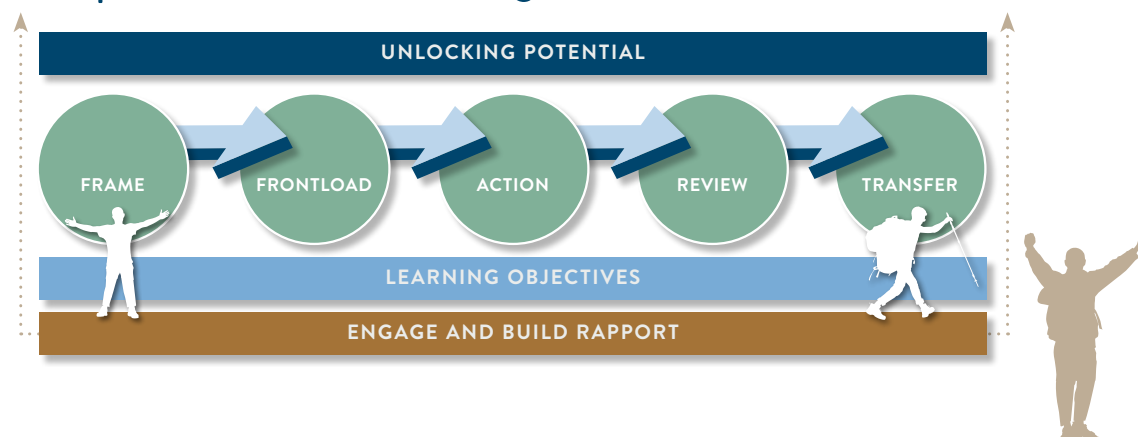 UNLOCKING POTENTIAL
FRAME
FRONTLOAD
ACTION
REVIEW
TRANSFER
LEARNING OBJECTIVES
ENGAGE AND BUILD RAPPORT